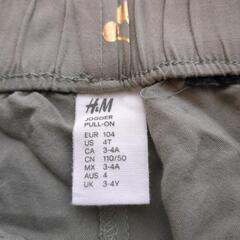 H&M
JOGGER
PULL-ON
EUR 104
US 4T
CA 3-4A
CN 110/50
MX 3-4A
AUS 4
UK 3-4Y